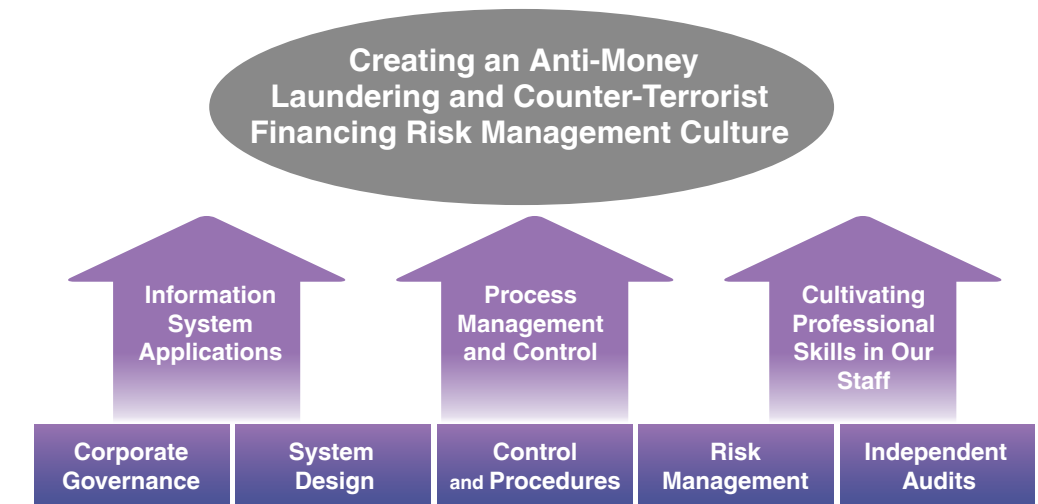 Creating an Anti-Money
Laundering and Counter-Terrorist
Financing Risk Management Culture
Information
System
Applications
Process
Management
and Control
Cultivating
Professional
Skills in Our
Staff
Corporate
Governance
System
Design
Control
and Procedures
Risk
Management
Independent
Audits